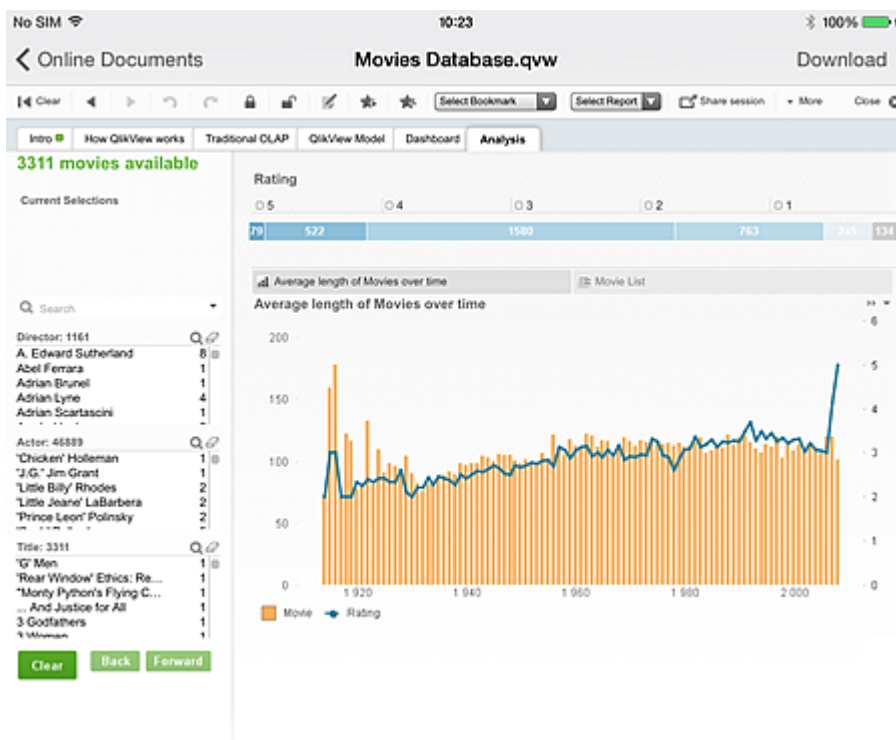 No SIM 10:23 100%
Online Documents Movies Database.qvw Download
Clear Select Bookmark Select Report Share session More Close
Intro How QlikView works Traditional OLAP QlikView Model Dashboard Analysis
3311 movies available
Current Selections
Rating
5 4 3 2 1
79 522 1580 763 245 134
Average length of Movies over time Movie List
Average length of Movies over time
Search
Director: 1161
A. Edward Sutherland 8
Abel Ferrara 1
Adrian Brunel 1
Adrian Lyne 4
Adrian Scartascini 1
Actor: 46889
'Chicken' Holleman 1
'J.G.' Jim Grant 1
'Little Billy' Rhodes 2
'Little Jeane' LaBarbera 2
'Prince Leon' Polinsky 2
Title: 3311
'G' Men 1
'Rear Window' Ethics: Re... 1
"Monty Python's Flying C... 1
... And Justice for All 1
3 Godfathers 1
3 Women 1
Clear Back Forward
200
150
100
50
0
6
5
4
3
2
1
0
1 920 1 940 1 960 1 980 2 000
Movie Rating